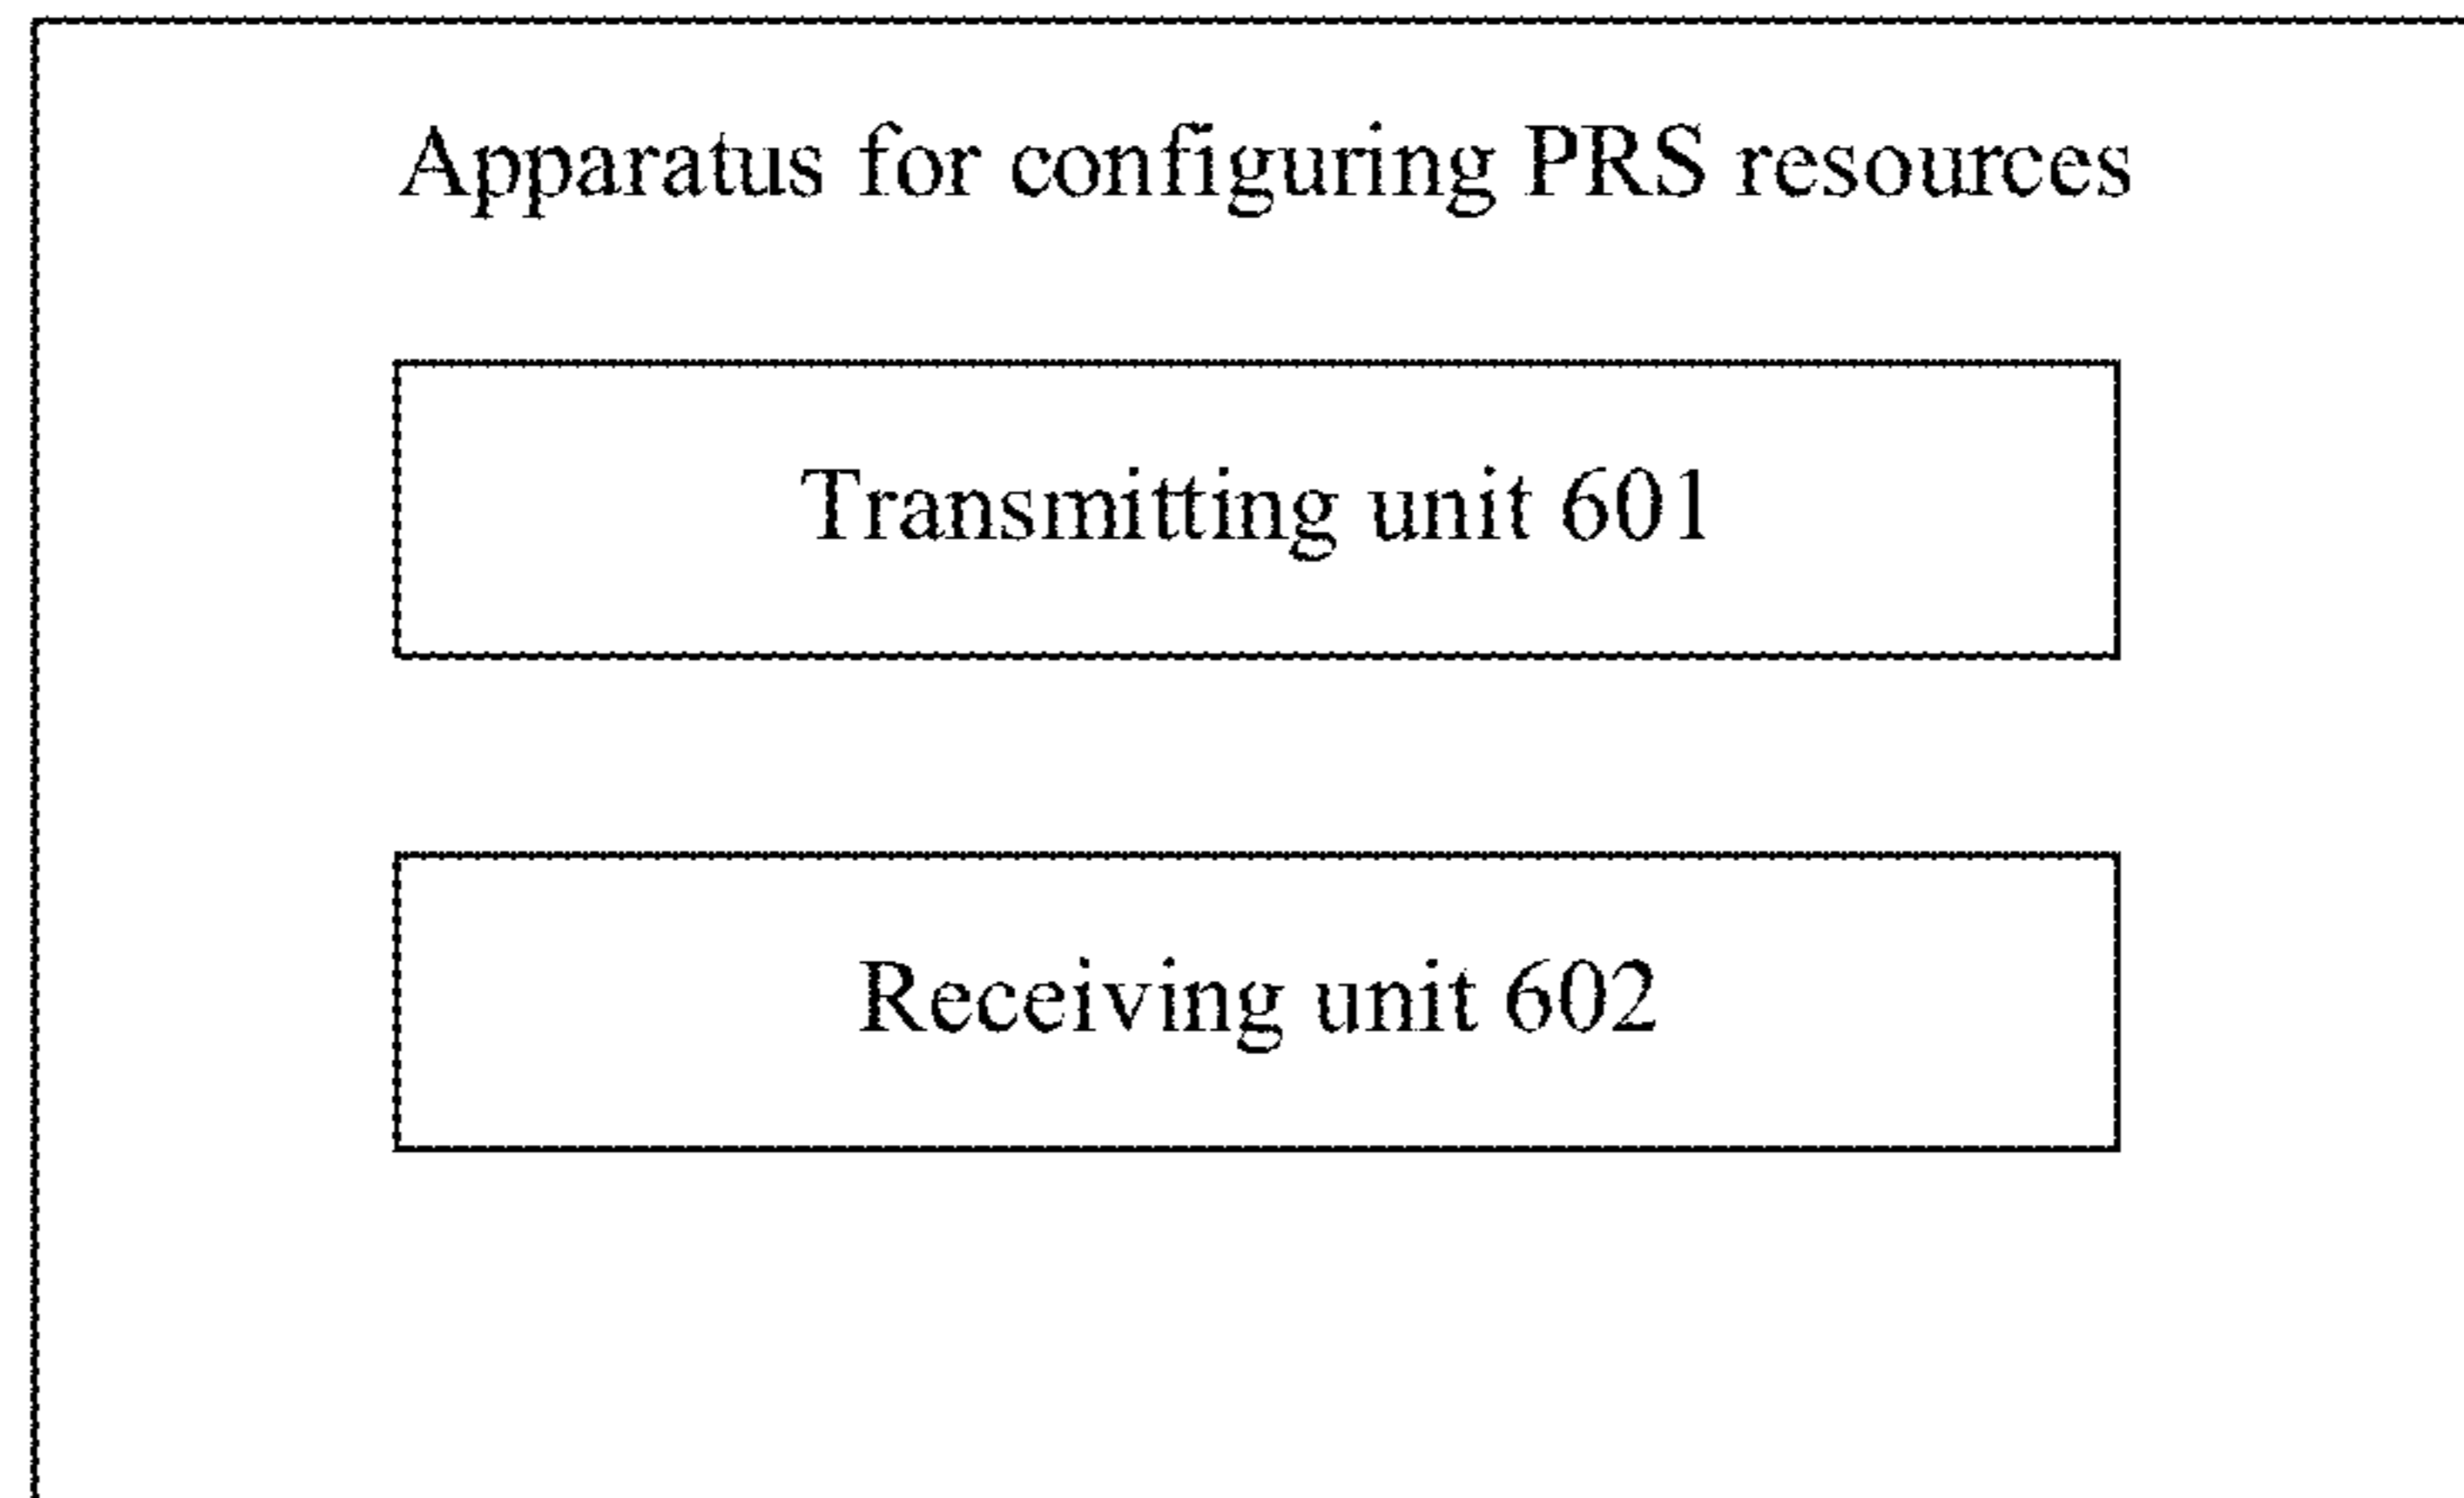 Apparatus for configuring PRS resources
Transmitting unit 601
Receiving unit 602